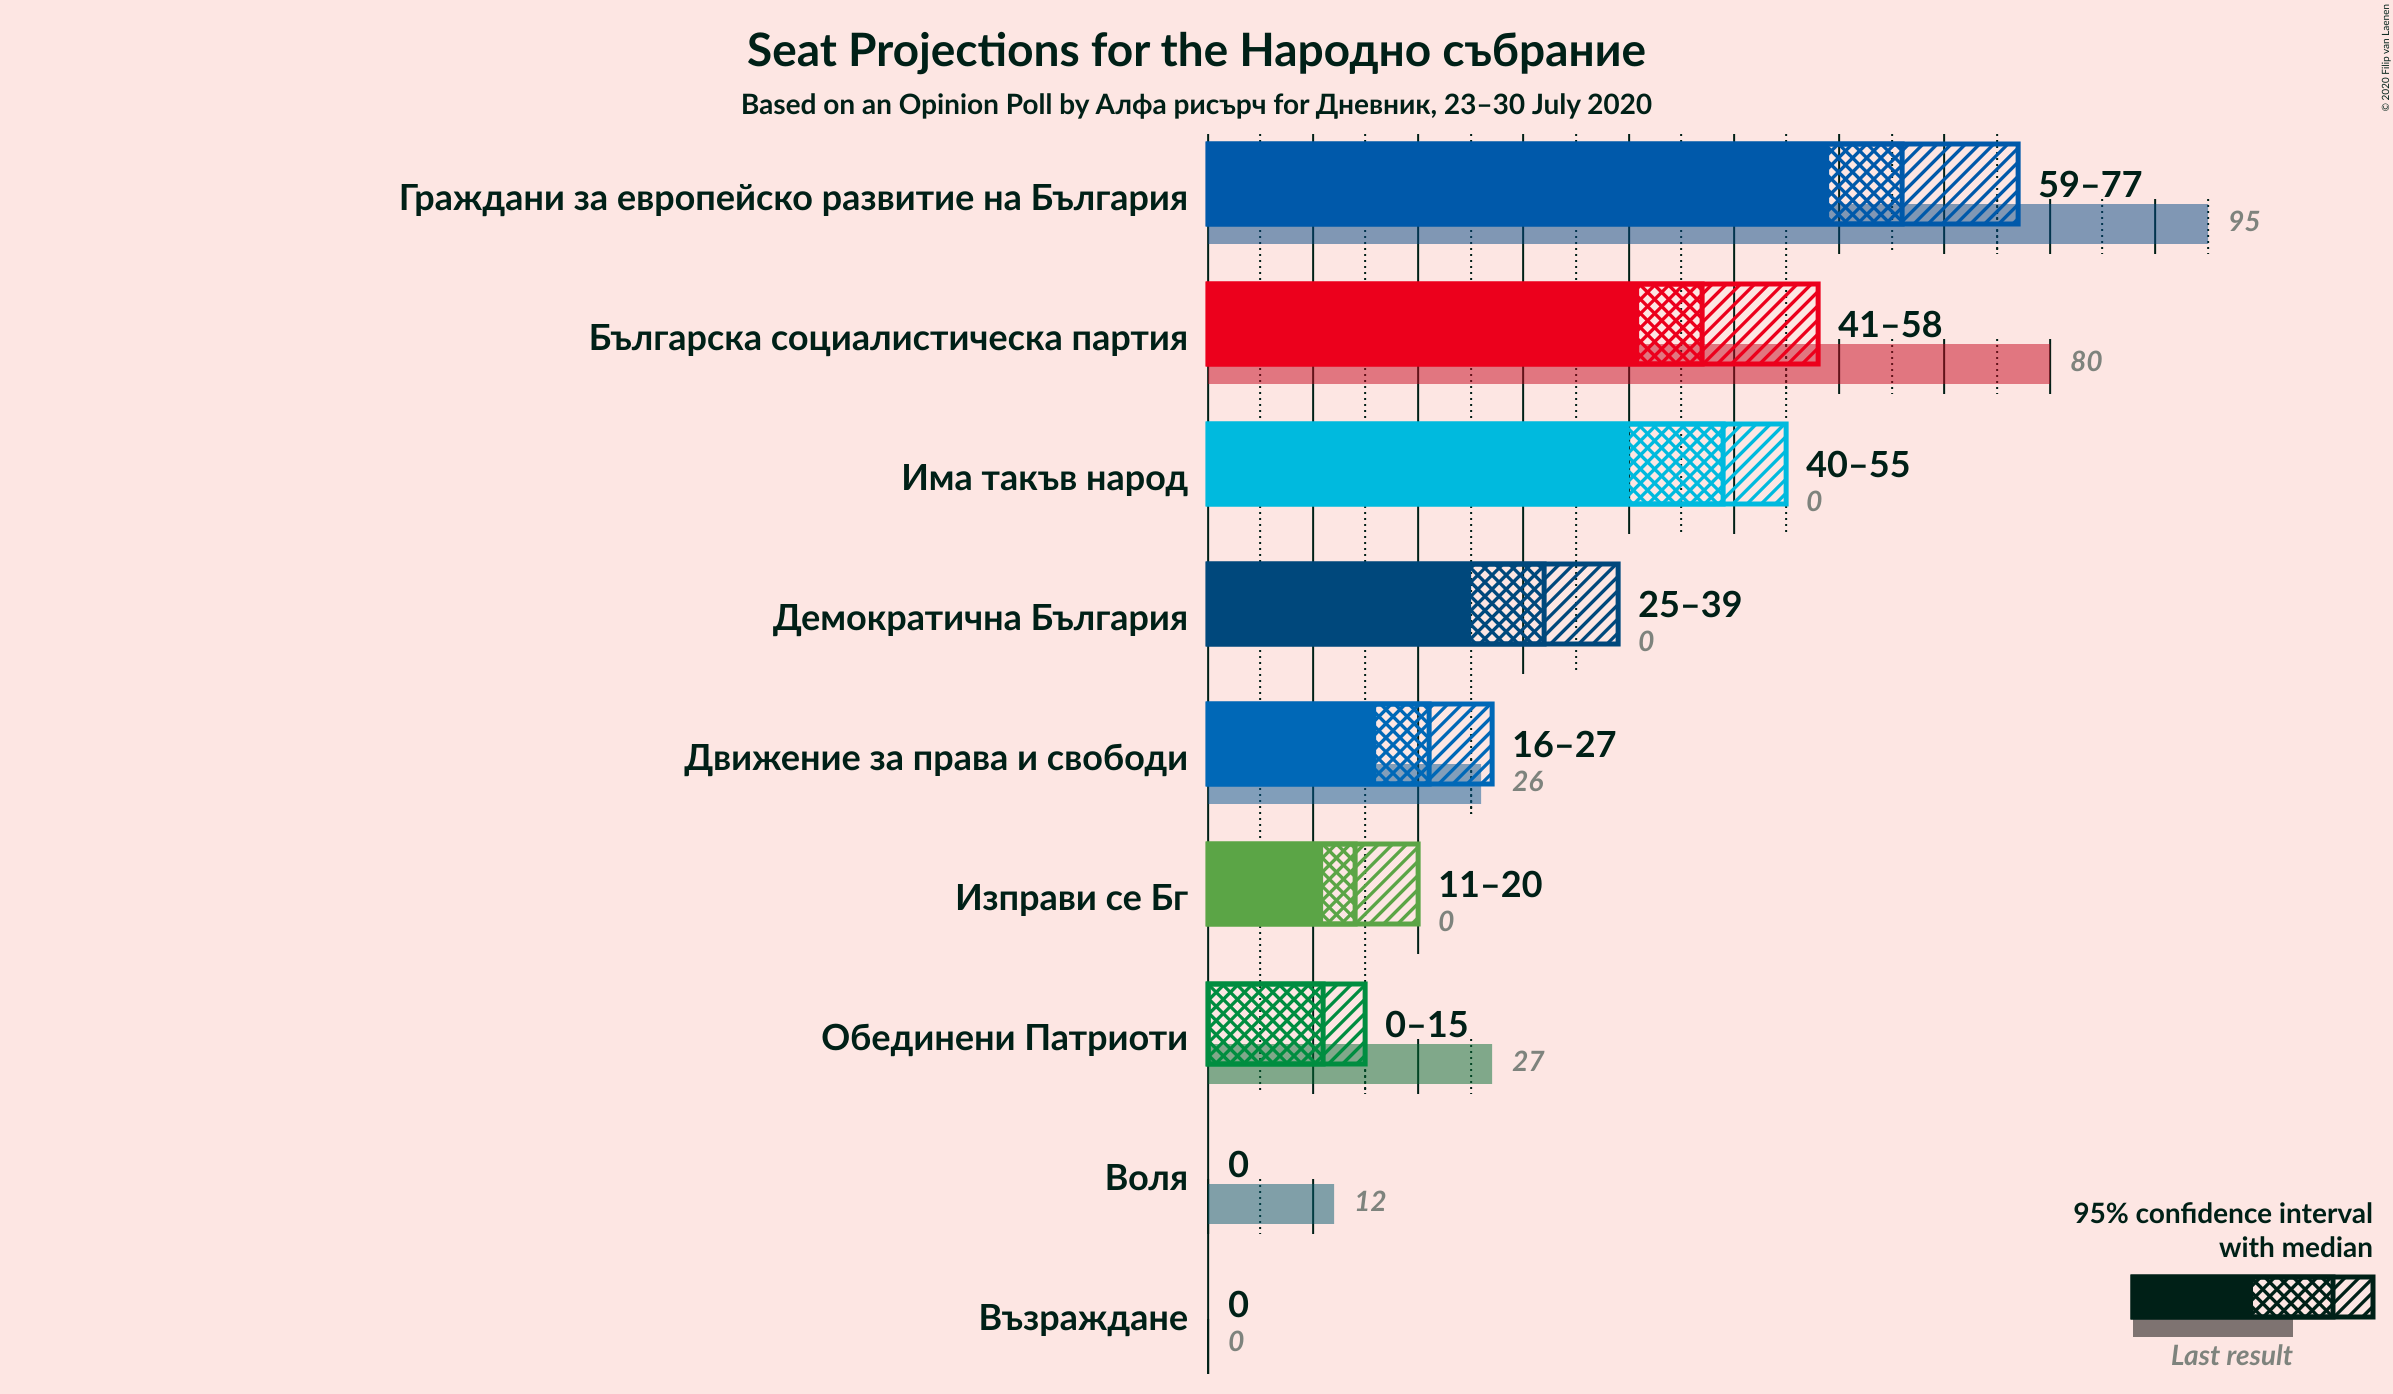 Seat Projections for the Народно събрание
Based on an Opinion Poll by Алфа рисърч for Дневник, 23–30 July 2020
© 2020 Filip van Laenen
Граждани за европейско развитие на България
59–77
95
Българска социалистическа партия
41–58
80
Има такъв народ
40–55
0
Демократична България
25–39
0
Движение за права и свободи
16–27
26
Изправи се Бг
11–20
0
Обединени Патриоти
0–15
27
Воля
0
12
Възраждане
0
0
95% confidence interval
with median
Last result